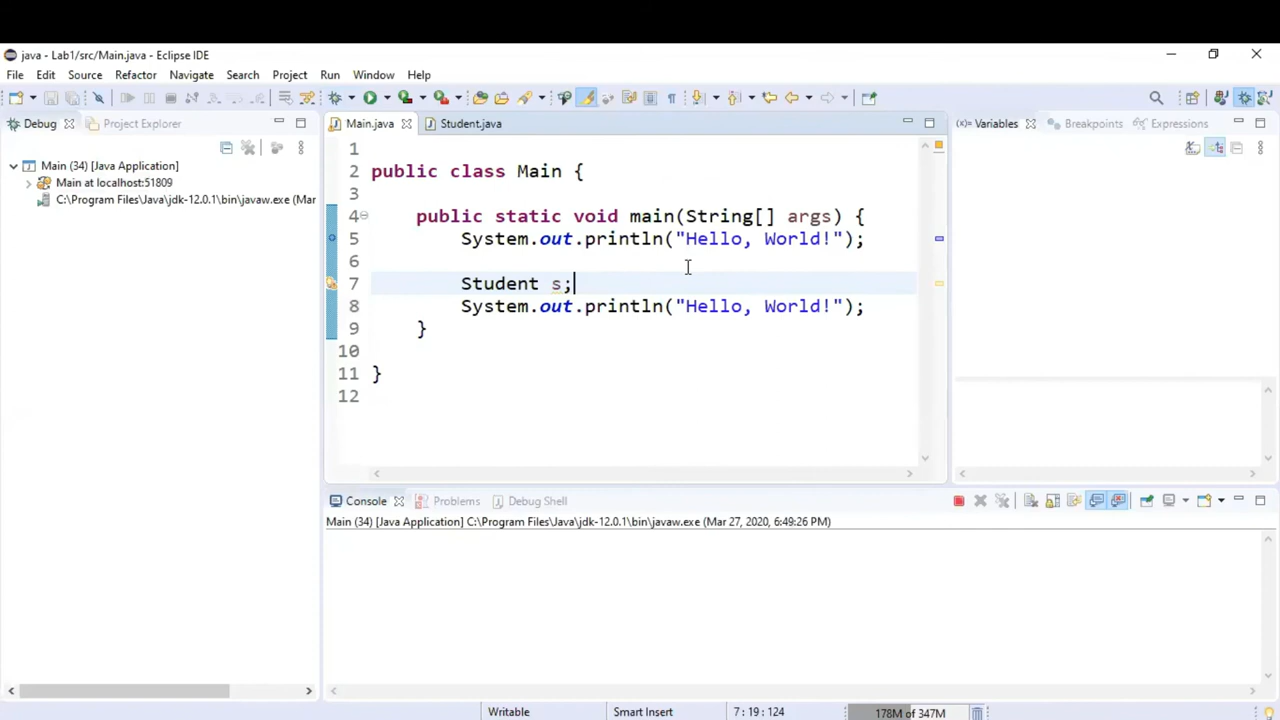 java - Lab1/src/Main.java - Eclipse IDE
File Edit Source Refactor Navigate Search Project Run Window Help
Debug Project Explorer
Main.java Student.java
Variables Breakpoints Expressions
Main (34) [Java Application]
Main at localhost:51809
C:\Program Files\Java\jdk-12.0.1\bin\javaw.exe (Mar
1
2 public class Main {
3
4 public static void main(String[] args) {
5 System.out.println("Hello, World!");
6
7 Student s;
8 System.out.println("Hello, World!");
9 }
10
11 }
12
Console Problems Debug Shell
Main (34) [Java Application] C:\Program Files\Java\jdk-12.0.1\bin\javaw.exe (Mar 27, 2020, 6:49:26 PM)
Writable Smart Insert 7 : 19 : 124 178M of 347M